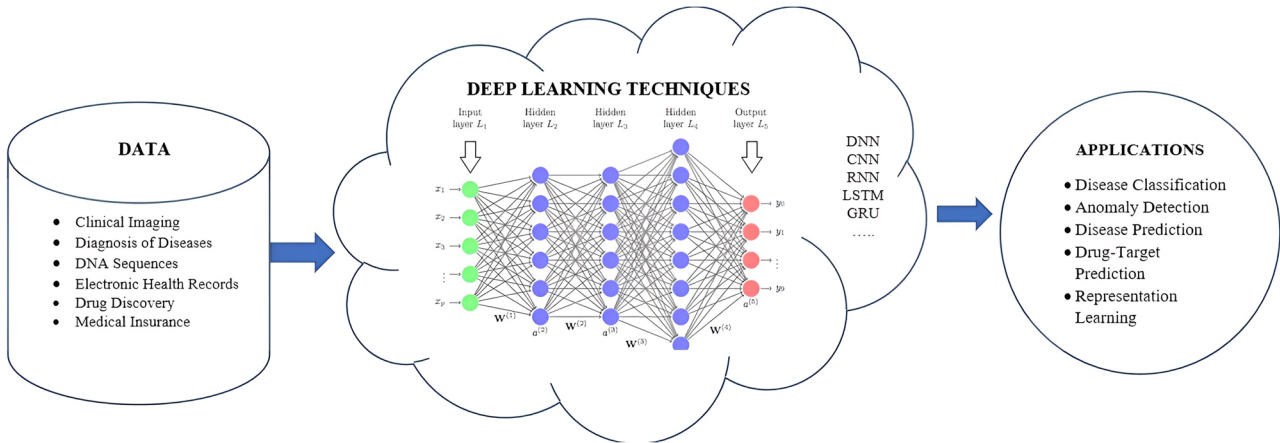 DATA
• Clinical Imaging
• Diagnosis of Diseases
• DNA Sequences
• Electronic Health Records
• Drug Discovery
• Medical Insurance
DEEP LEARNING TECHNIQUES
Input
layer L₁
Hidden
layer L₂
Hidden
layer L₃
Hidden
layer L₄
Output
layer L₅
x₁
x₂
x₃
⋮
xₚ
W⁽¹⁾
a⁽²⁾
W⁽²⁾
a⁽³⁾
W⁽³⁾
W⁽⁴⁾
a⁽⁵⁾
y₀
y₁
⋮
y₉
DNN
CNN
RNN
LSTM
GRU
.....
APPLICATIONS
• Disease Classification
• Anomaly Detection
• Disease Prediction
• Drug-Target
Prediction
• Representation
Learning